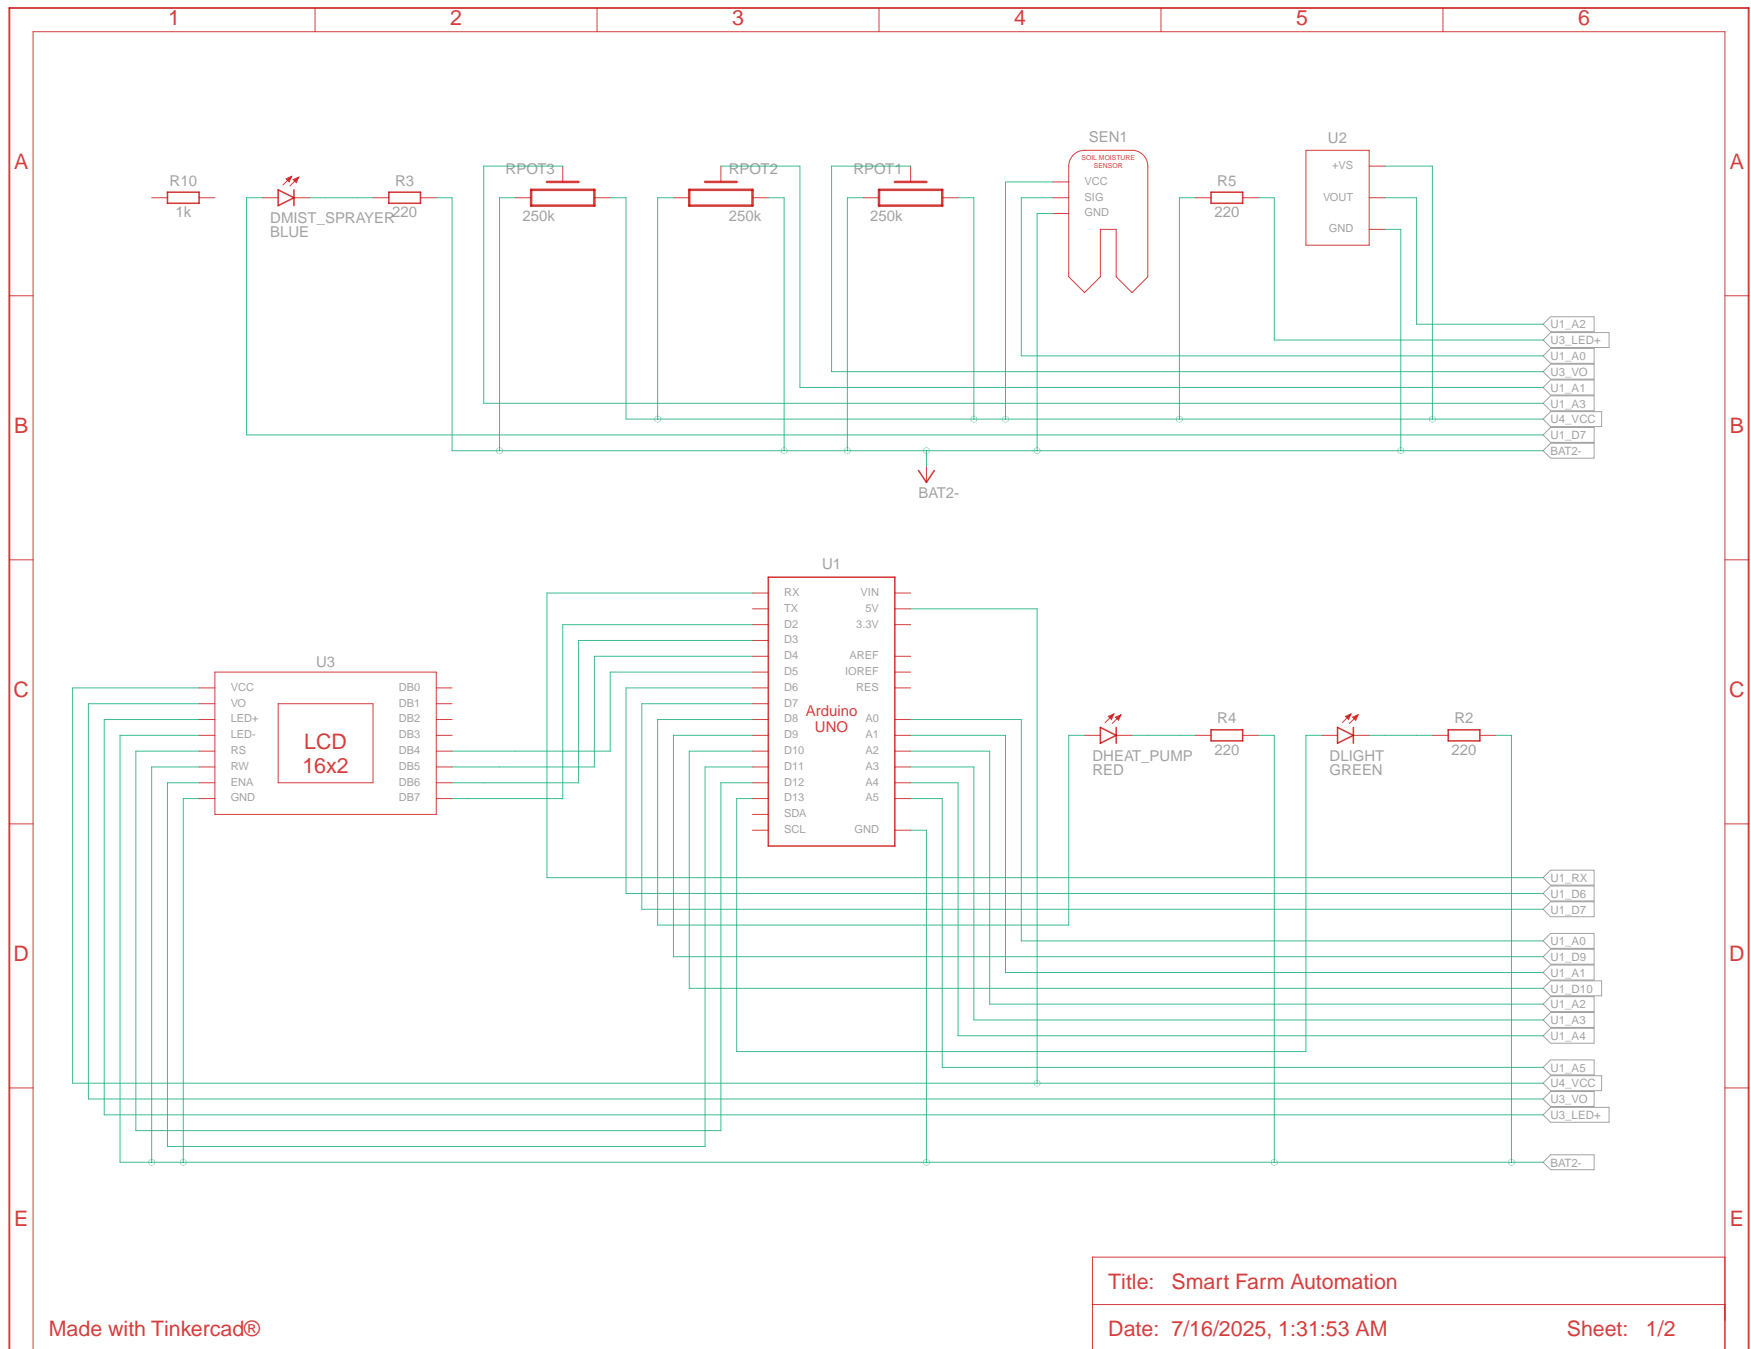 1 2 3 4 5 6
A A
SEN1 U2
SOIL MOISTURE
SENSOR
VCC
SIG
GND
+VS
VOUT
GND
R10
1k
DMIST_SPRAYER
BLUE
R3
220
RPOT3
250k
RPOT2
250k
RPOT1
250k
R5
220
B B
U1_A2
U3_LED+
U1_A0
U3_VO
U1_A1
U1_A3
U4_VCC
U1_D7
BAT2-
BAT2-
C C
U3
VCC DB0
VO DB1
LED+ DB2
LED- DB3
RS DB4
RW DB5
ENA DB6
GND DB7
LCD
16x2
U1
RX VIN
TX 5V
D2 3.3V
D3
D4 AREF
D5 IOREF
D6 RES
D7
D8 A0
D9 A1
D10 A2
D11 A3
D12 A4
D13 A5
SDA
SCL GND
Arduino
UNO
DHEAT_PUMP
RED
R4
220
DLIGHT
GREEN
R2
220
D D
U1_RX
U1_D6
U1_D7
U1_A0
U1_D9
U1_A1
U1_D10
U1_A2
U1_A3
U1_A4
U1_A5
U4_VCC
U3_VO
U3_LED+
BAT2-
E E
Title: Smart Farm Automation
Made with Tinkercad®
Date: 7/16/2025, 1:31:53 AM Sheet: 1/2